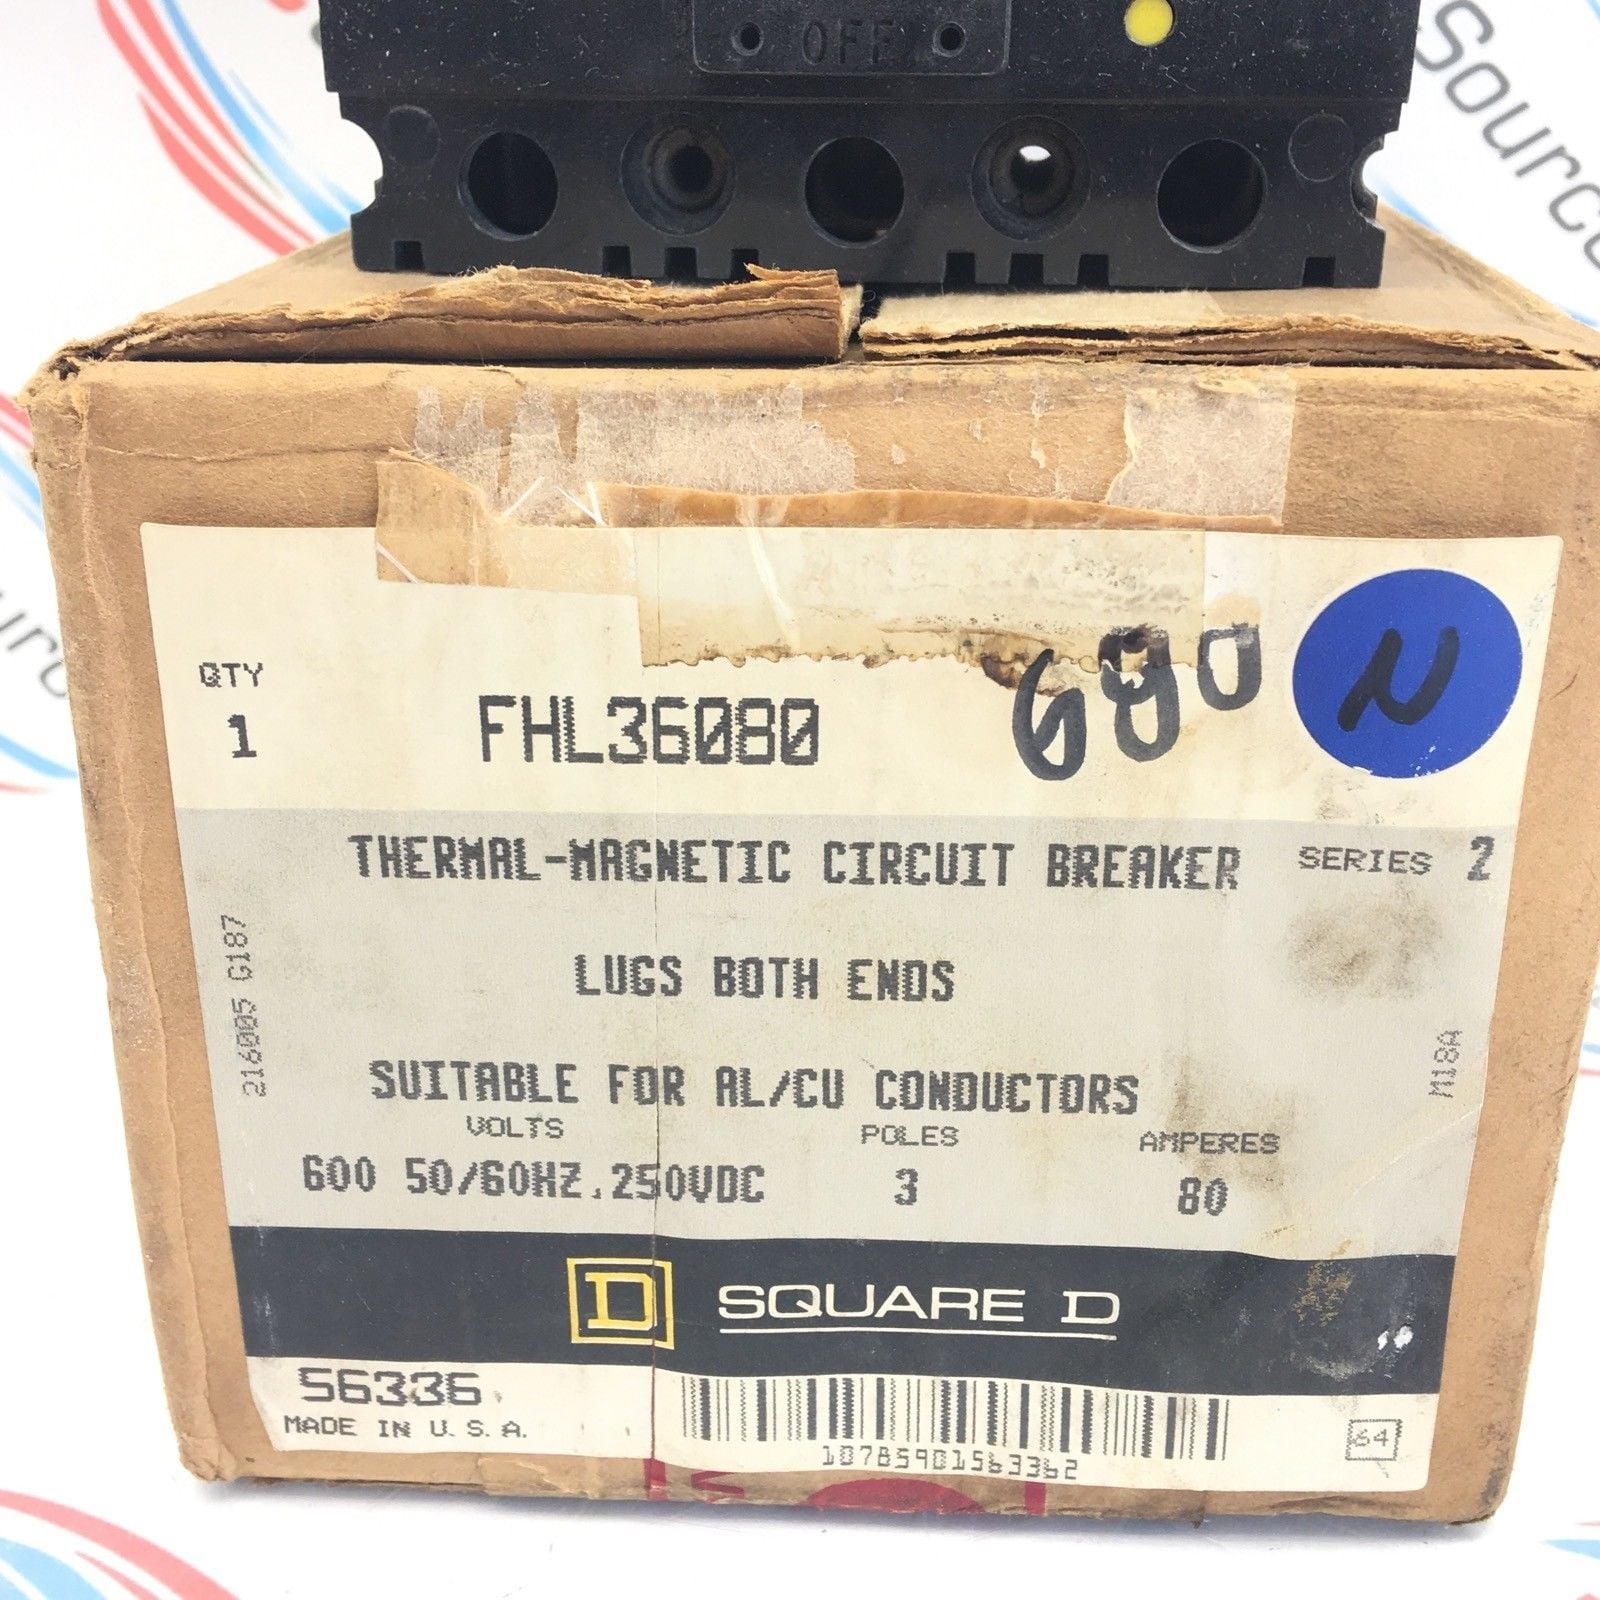 OFF
Source
QTY
1
FHL36080
680
N
THERMAL-MAGNETIC CIRCUIT BREAKER
SERIES 2
LUGS BOTH ENDS
216005 G187
M18A
SUITABLE FOR AL/CU CONDUCTORS
VOLTS
POLES
AMPERES
600 50/60HZ,250VDC
3
80
D SQUARE D
56336
MADE IN U.S.A.
10785901563362
64